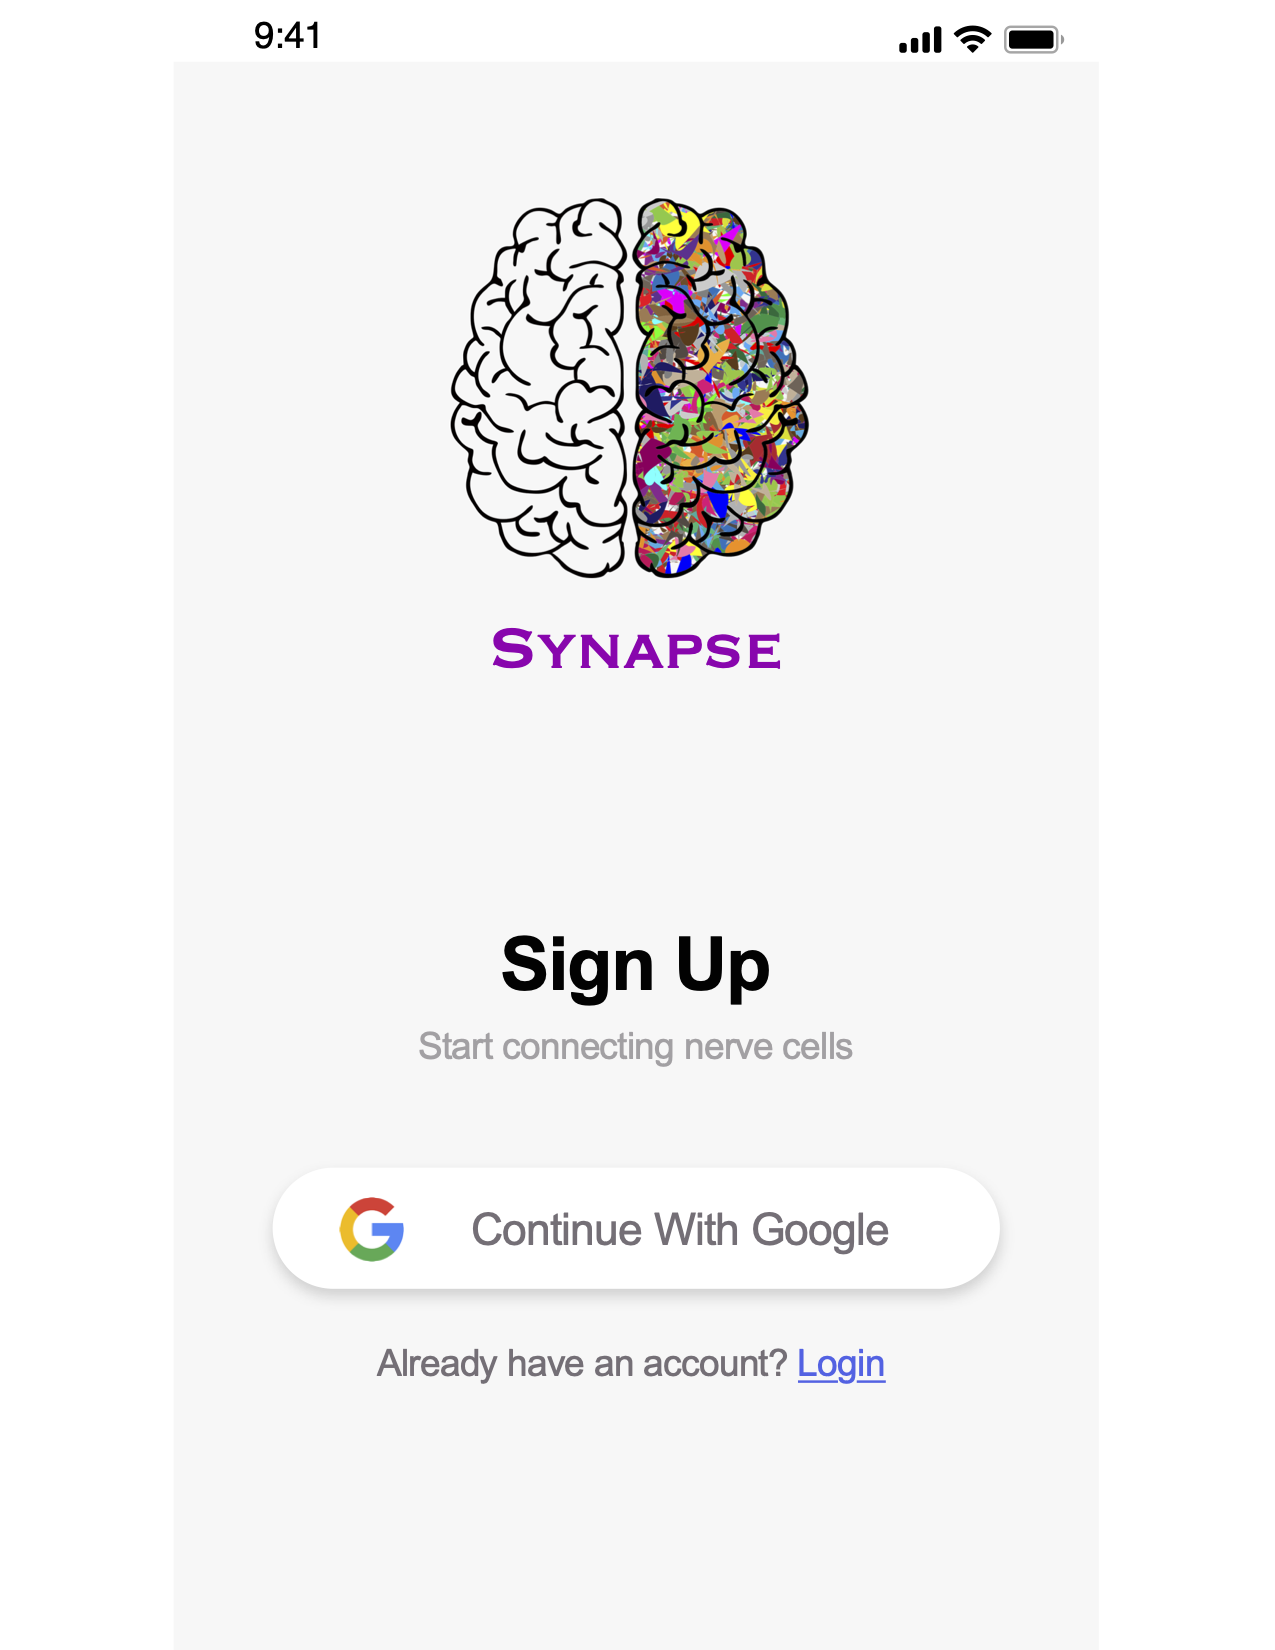 9:41
SYNAPSE
Sign Up
Start connecting nerve cells
Continue With Google
Already have an account? Login